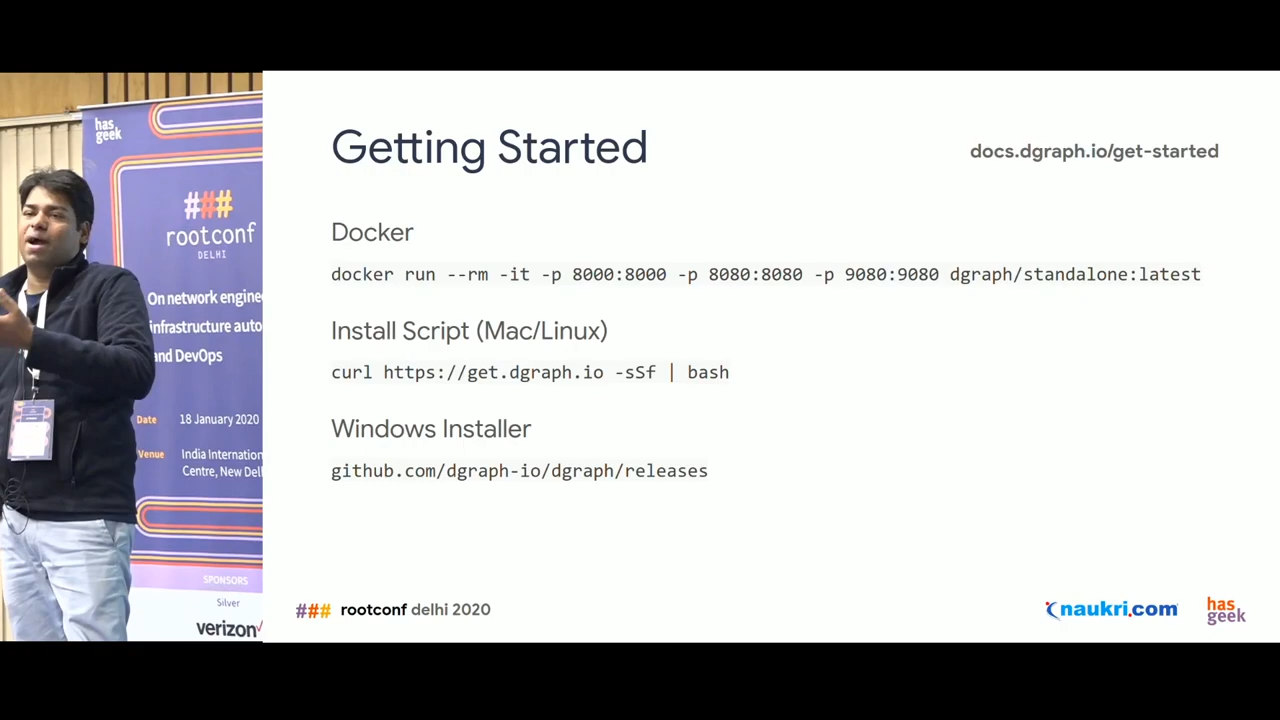 has
geek
###
rootconf
DELHI
On network engine
infrastructure auto
and DevOps
Date 18 January 2020
Venue India Internation
Centre, New Del
SPONSORS
Silver
verizon
Getting Started
docs.dgraph.io/get-started
Docker
docker run --rm -it -p 8000:8000 -p 8080:8080 -p 9080:9080 dgraph/standalone:latest
Install Script (Mac/Linux)
curl https://get.dgraph.io -sSf | bash
Windows Installer
github.com/dgraph-io/dgraph/releases
### rootconf delhi 2020
naukri.com
has
geek